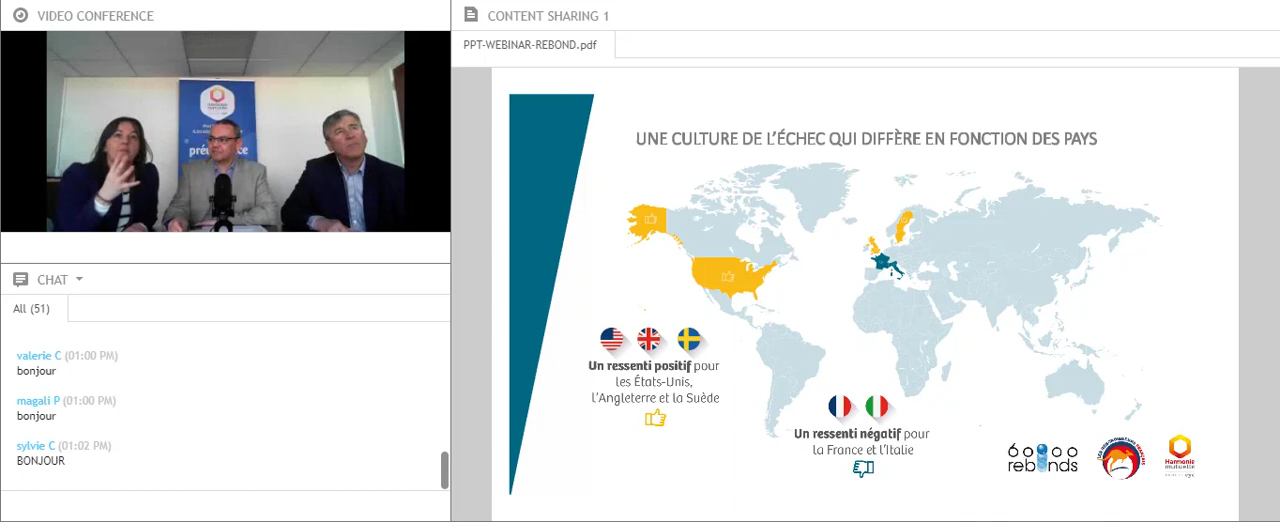 VIDEO CONFERENCE
CHAT
All (51)
valerie C (01:00 PM)
bonjour
magali P (01:00 PM)
bonjour
sylvie C (01:02 PM)
BONJOUR
CONTENT SHARING 1
PPT-WEBINAR-REBOND.pdf
UNE CULTURE DE L'ÉCHEC QUI DIFFÈRE EN FONCTION DES PAYS
Un ressenti positif pour
les États-Unis,
l'Angleterre et la Suède
Un ressenti négatif pour
la France et l'Italie
60 000
rebonds
Harmonie
mutuelle